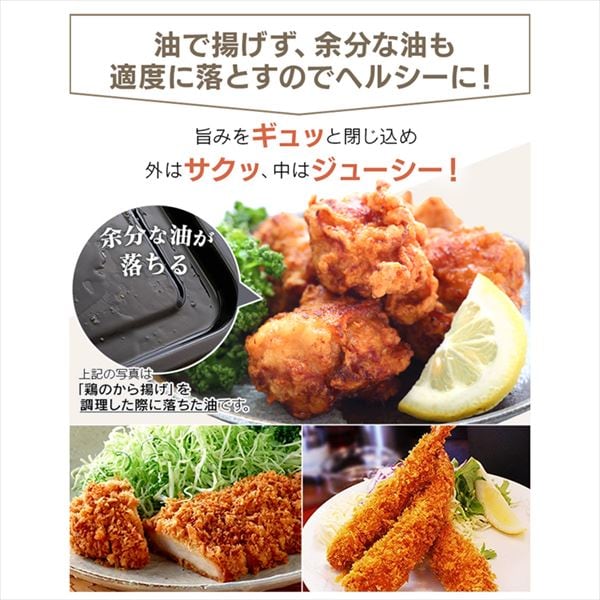 油で揚げず、余分な油も
適度に落とすのでヘルシーに!
旨みをギュッと閉じ込め
外はサクッ、中はジューシー!
余分な油が
落ちる
上記の写真は
「鶏のから揚げ」を
調理した際に落ちた油です。